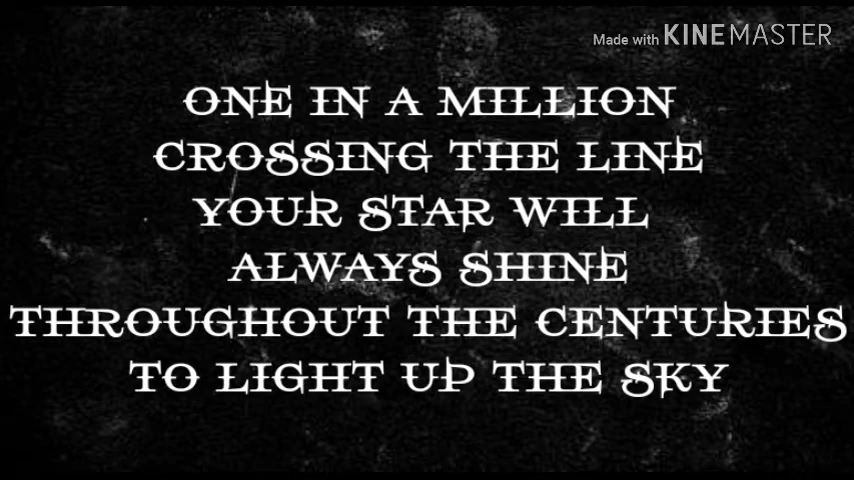 Made with KINEMASTER
ONE IN A MILLION
CROSSING THE LINE
YOUR STAR WILL
ALWAYS SHINE
THROUGHOUT THE CENTURIES
TO LIGHT UP THE SKY